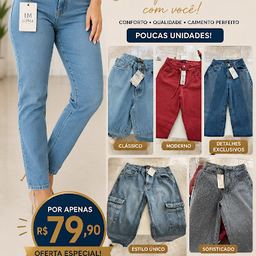 com você!
CONFORTO • QUALIDADE • CAIMENTO PERFEITO
POUCAS UNIDADES!
CLÁSSICO
MODERNO
DETALHES
EXCLUSIVOS
POR APENAS
R$ 79,90
OFERTA ESPECIAL!
ESTILO ÚNICO
SOFISTICADO